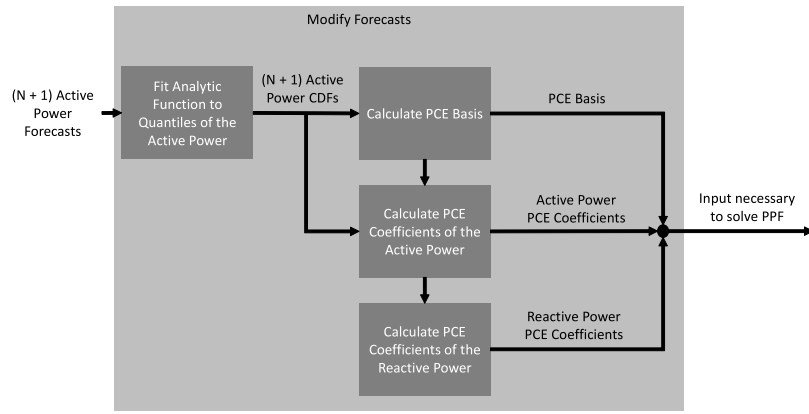 Modify Forecasts
(N + 1) Active
Power
Forecasts
Fit Analytic
Function to
Quantiles of the
Active Power
(N + 1) Active
Power CDFs
Calculate PCE Basis
PCE Basis
Calculate PCE
Coefficients of the
Active Power
Active Power
PCE Coefficients
Input necessary
to solve PPF
Calculate PCE
Coefficients of the
Reactive Power
Reactive Power
PCE Coefficients